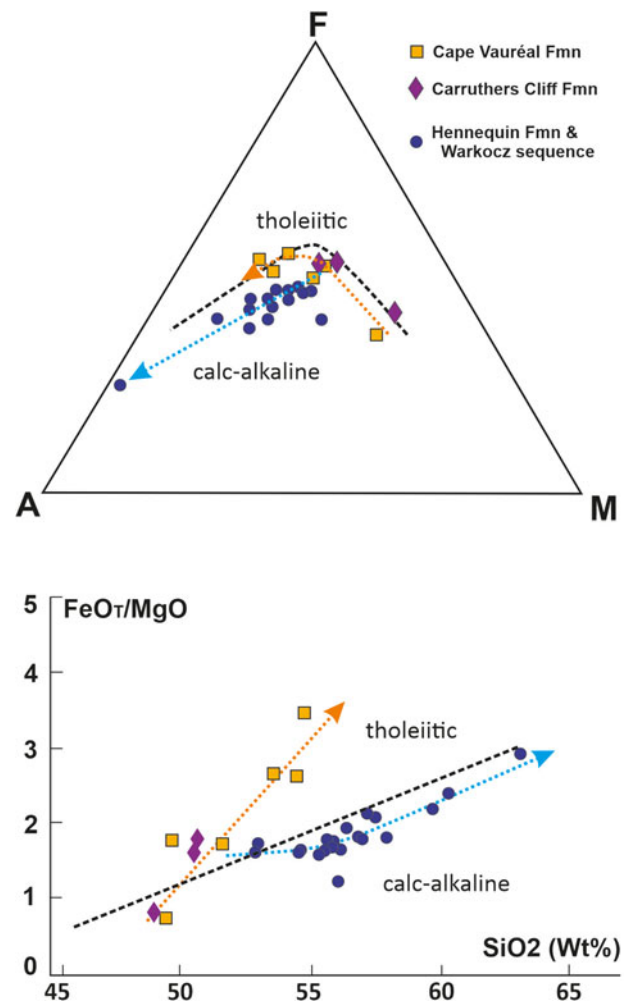 F
Cape Vauréal Fmn
Carruthers Cliff Fmn
Hennequin Fmn &
Warkocz sequence
tholeiitic
calc-alkaline
A
M
5
FeOT/MgO
4
3
tholeiitic
2
calc-alkaline
1
0
SiO2 (Wt%)
45
50
55
60
65